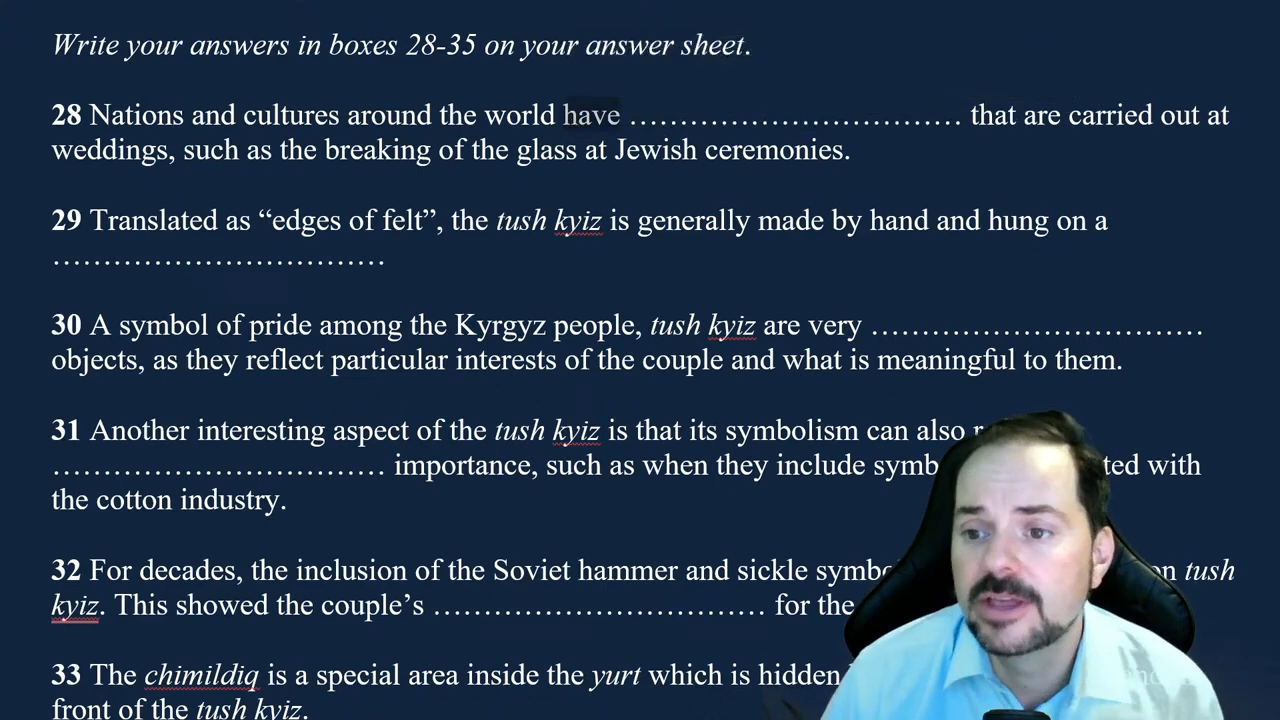 Write your answers in boxes 28-35 on your answer sheet.
28 Nations and cultures around the world have ................................. that are carried out at
weddings, such as the breaking of the glass at Jewish ceremonies.
29 Translated as “edges of felt”, the tush kyiz is generally made by hand and hung on a
.................................
30 A symbol of pride among the Kyrgyz people, tush kyiz are very .................................
objects, as they reflect particular interests of the couple and what is meaningful to them.
31 Another interesting aspect of the tush kyiz is that its symbolism can also
................................. importance, such as when they include with
the cotton industry.
32 For decades, the inclusion of the Soviet hammer and sickle on tush
kyiz. This showed the couple’s ................................. for the
33 The chimildiq is a special area inside the yurt which is hidden
front of the tush kyiz.